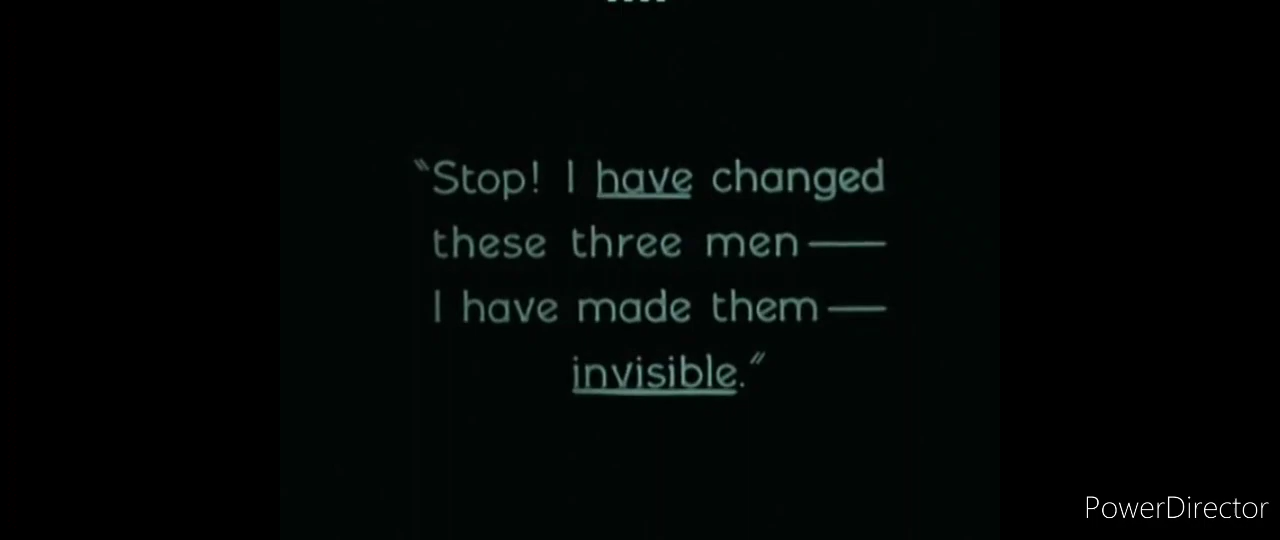 "Stop! I have changed
these three men —
I have made them —
invisible."
PowerDirector